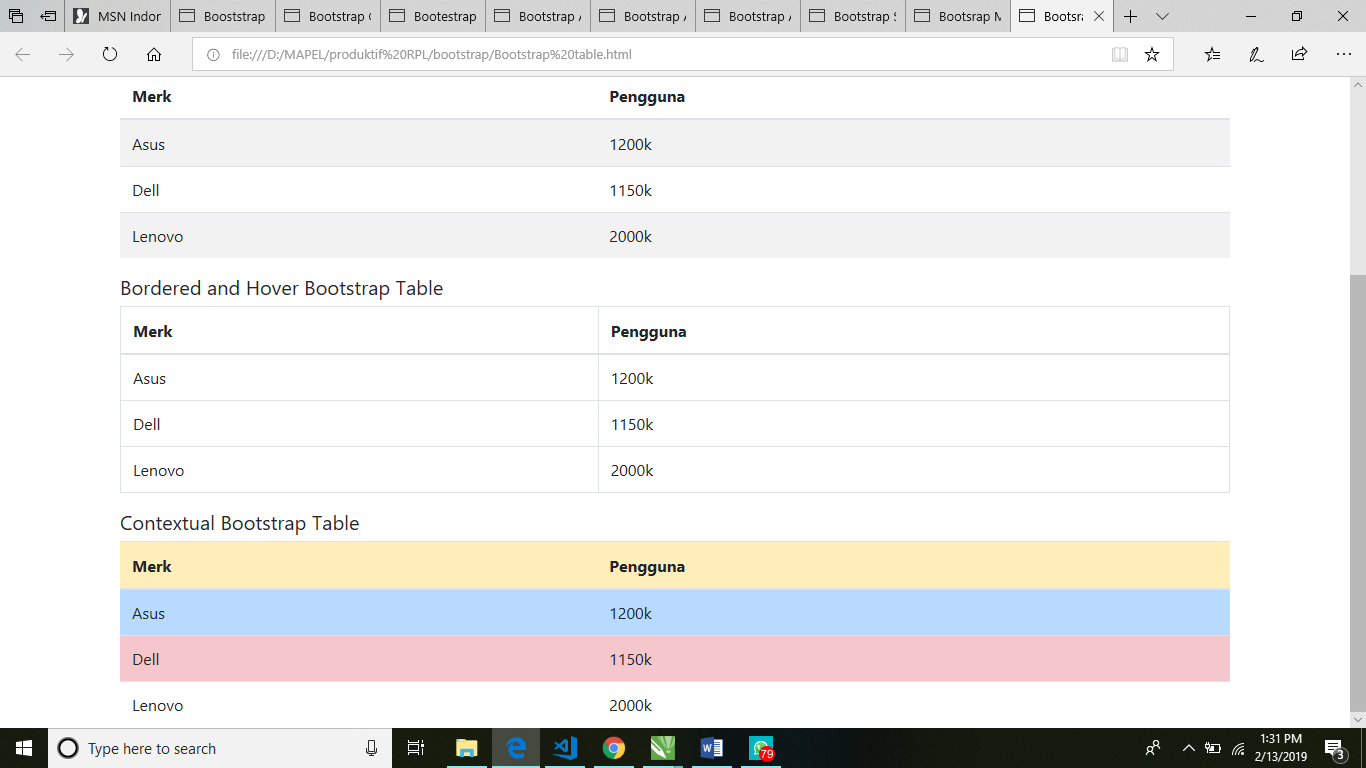 MSN Indor Booststrap Bootstrap C Bootestrap Bootstrap A Bootstrap A Bootstrap A Bootstrap S Bootsrap M Bootsra
file:///D:/MAPEL/produktif%20RPL/bootstrap/Bootstrap%20table.html
Merk Pengguna
Asus 1200k
Dell 1150k
Lenovo 2000k
Bordered and Hover Bootstrap Table
Merk Pengguna
Asus 1200k
Dell 1150k
Lenovo 2000k
Contextual Bootstrap Table
Merk Pengguna
Asus 1200k
Dell 1150k
Lenovo 2000k
Type here to search
79
1:31 PM
2/13/2019
3